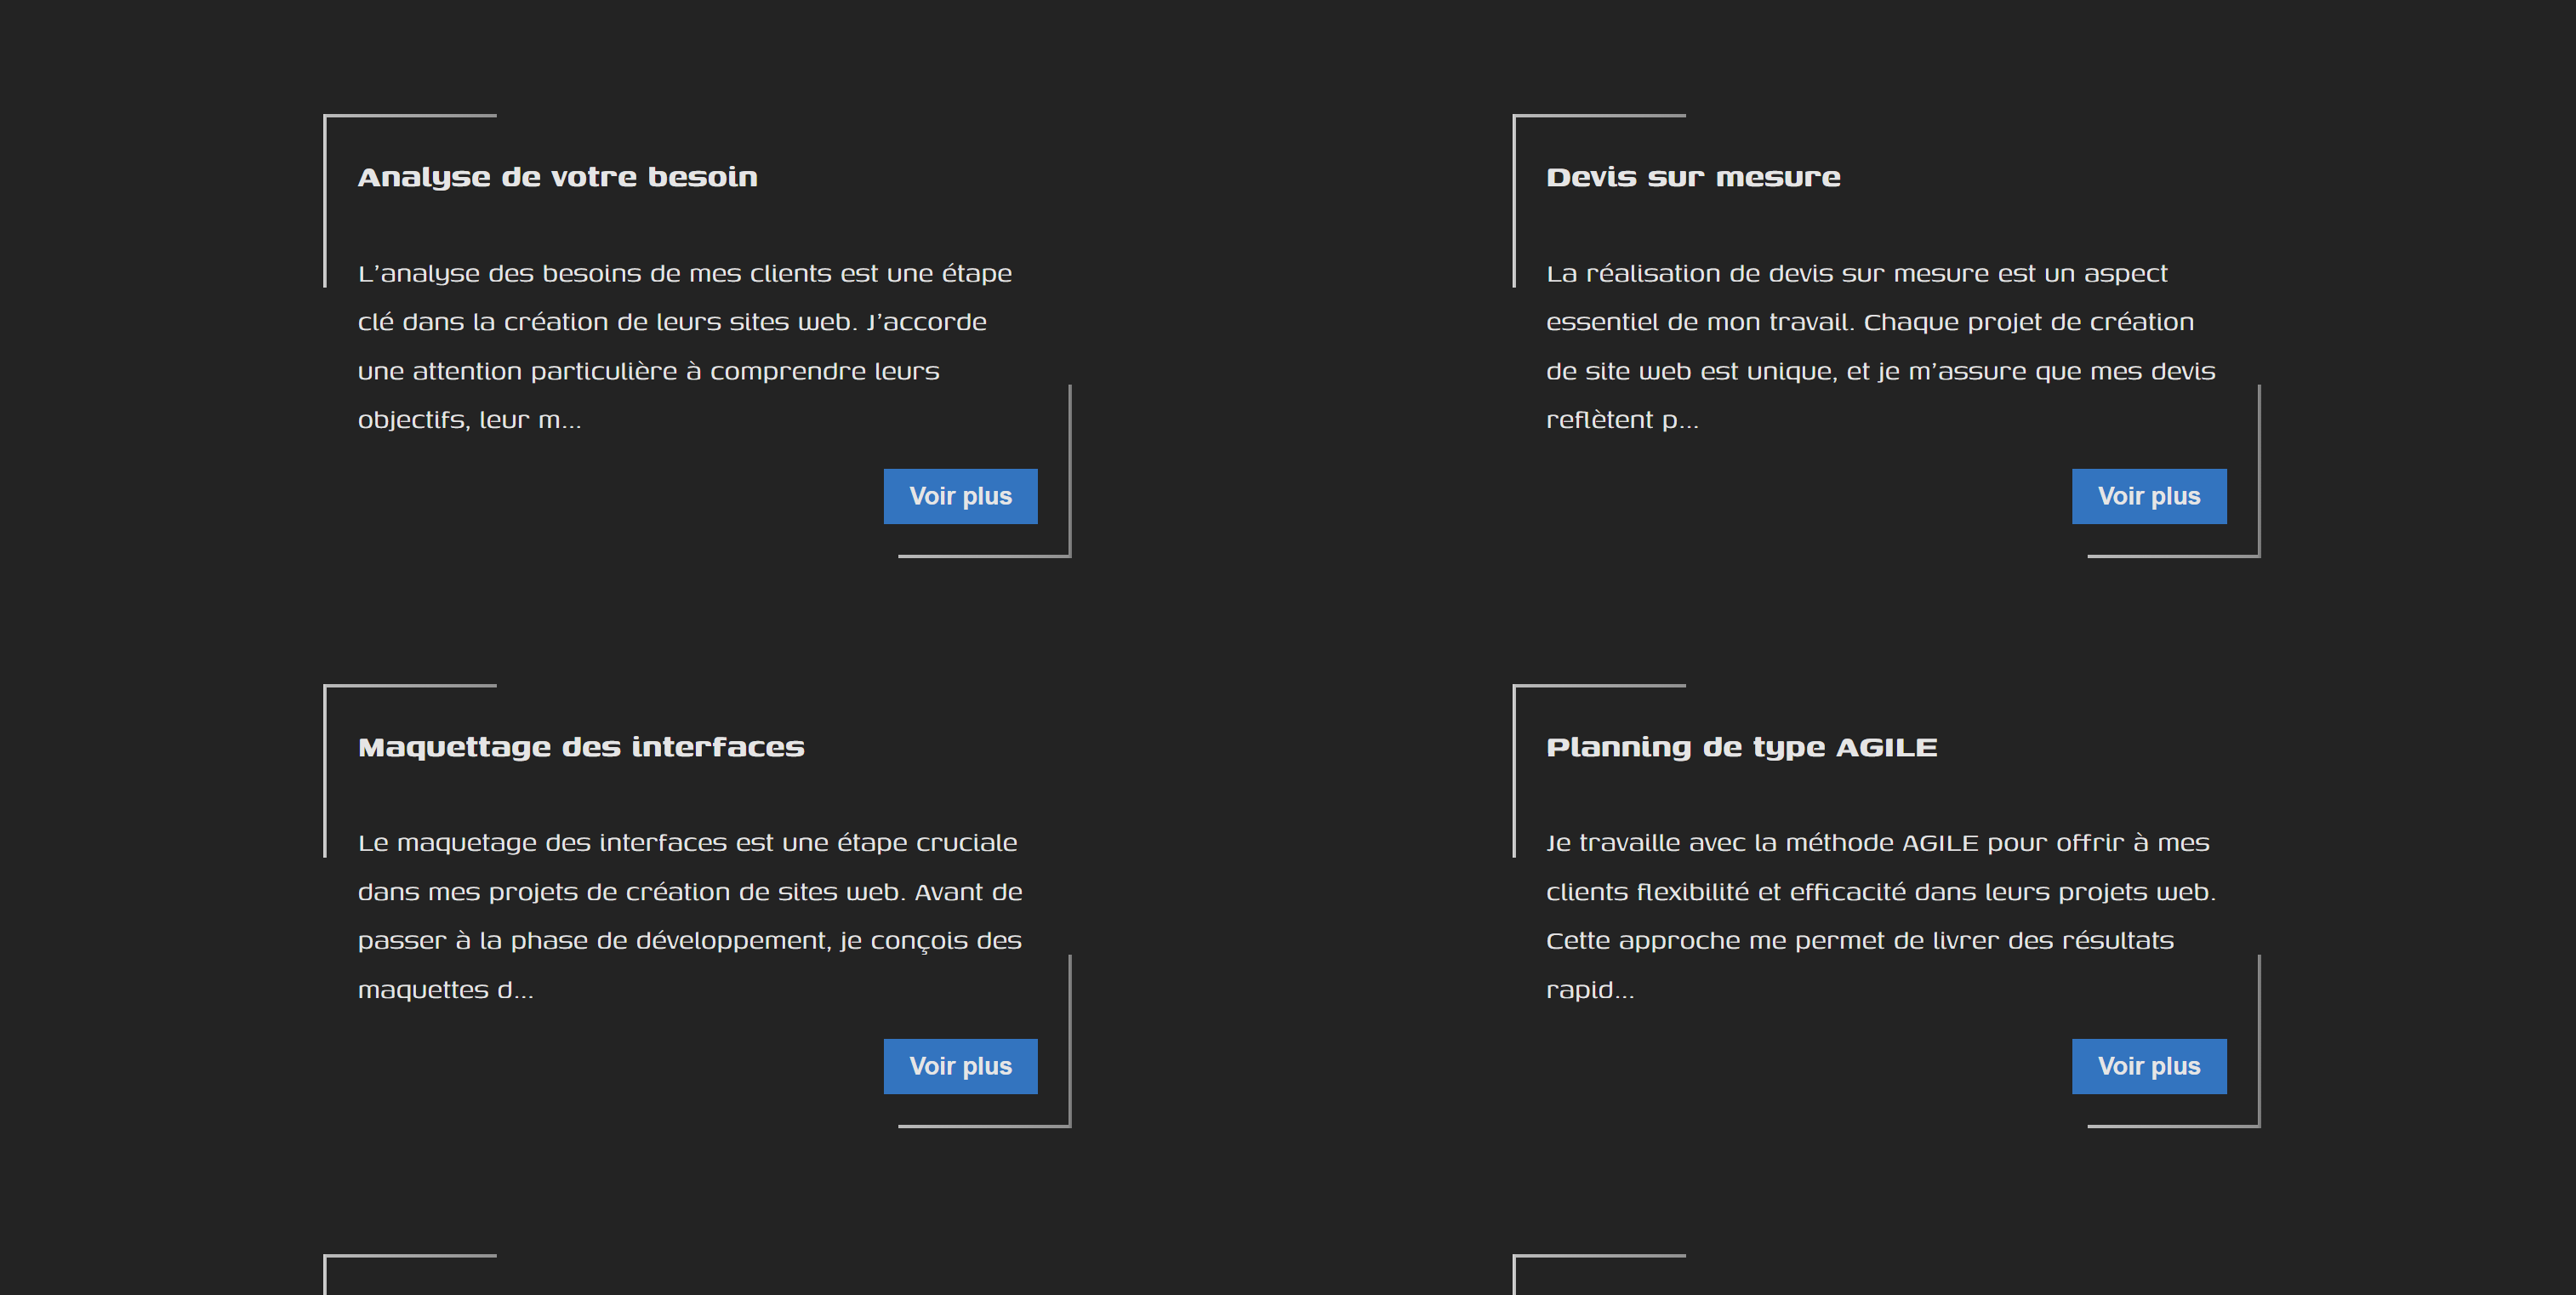 Analyse de votre besoin
L’analyse des besoins de mes clients est une étape
clé dans la création de leurs sites web. J’accorde
une attention particulière à comprendre leurs
objectifs, leur m...
Voir plus
Devis sur mesure
La réalisation de devis sur mesure est un aspect
essentiel de mon travail. Chaque projet de création
de site web est unique, et je m’assure que mes devis
reflètent p...
Voir plus
Maquettage des interfaces
Le maquetage des interfaces est une étape cruciale
dans mes projets de création de sites web. Avant de
passer à la phase de développement, je conçois des
maquettes d...
Voir plus
Planning de type AGILE
Je travaille avec la méthode AGILE pour offrir à mes
clients flexibilité et efficacité dans leurs projets web.
Cette approche me permet de livrer des résultats
rapid...
Voir plus